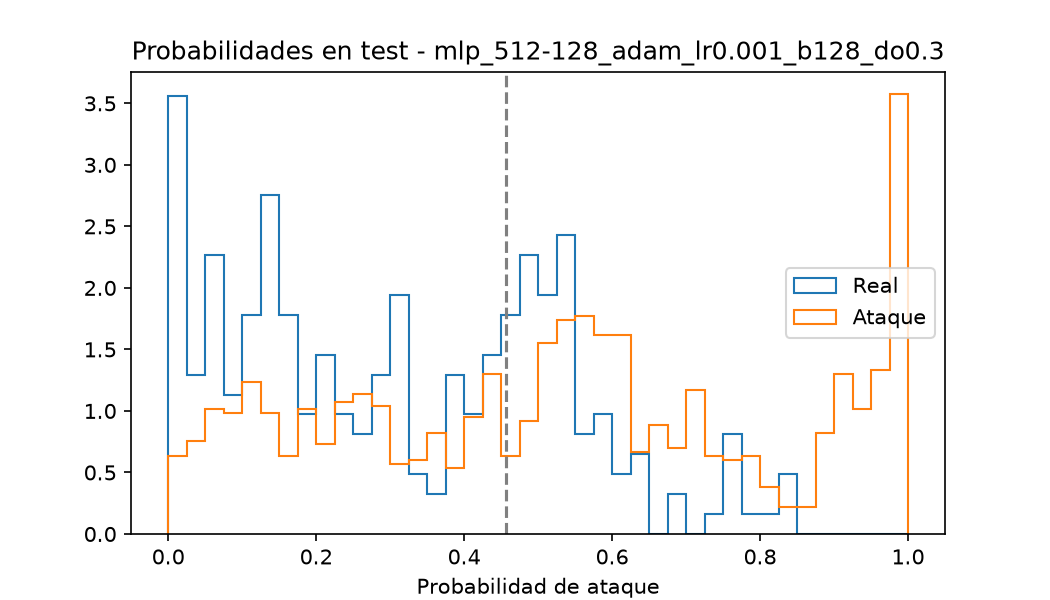 Probabilidades en test - mlp_512-128_adam_lr0.001_b128_do0.3
3.5
3.0
2.5
2.0
1.5
1.0
0.5
0.0
Real
Ataque
0.0 0.2 0.4 0.6 0.8 1.0
Probabilidad de ataque